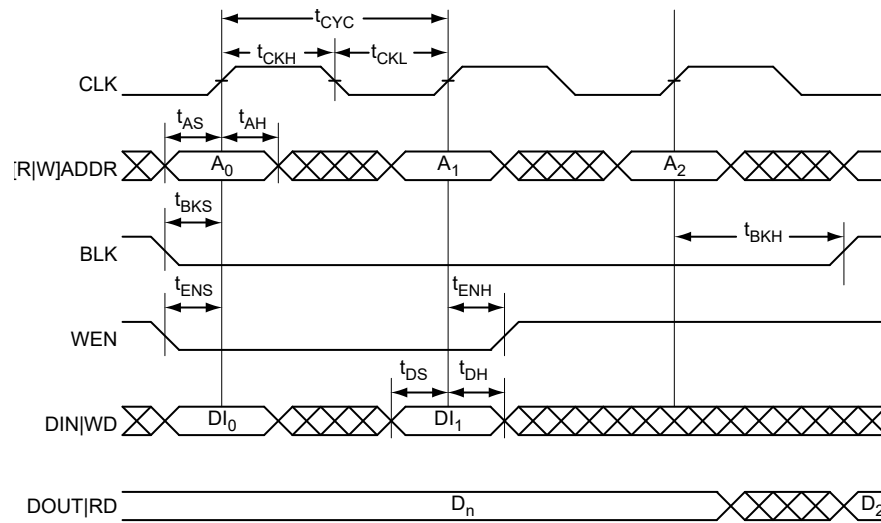 tCYC
tCKH tCKL
CLK
tAS tAH
[R|W]ADDR A0 A1 A2
tBKS tBKH
BLK
tENS tENH
WEN
tDS tDH
DIN|WD DI0 DI1
DOUT|RD Dn D2